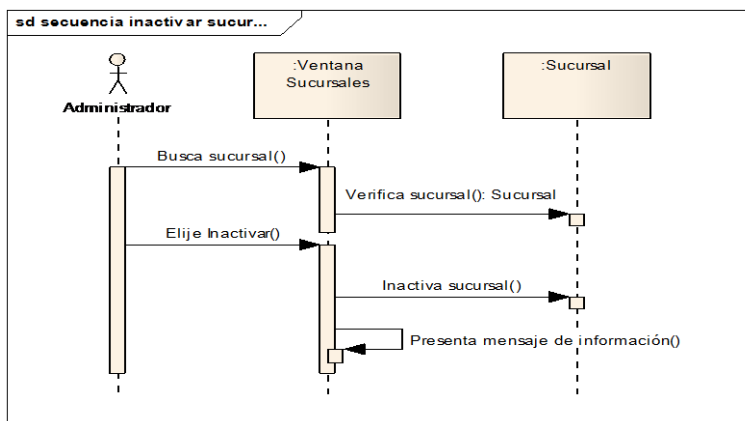 sd secuencia inactivar sucur...
Administrador
:Ventana
Sucursales
:Sucursal
Busca sucursal()
Verifica sucursal(): Sucursal
Elije Inactivar()
Inactiva sucursal()
Presenta mensaje de información()